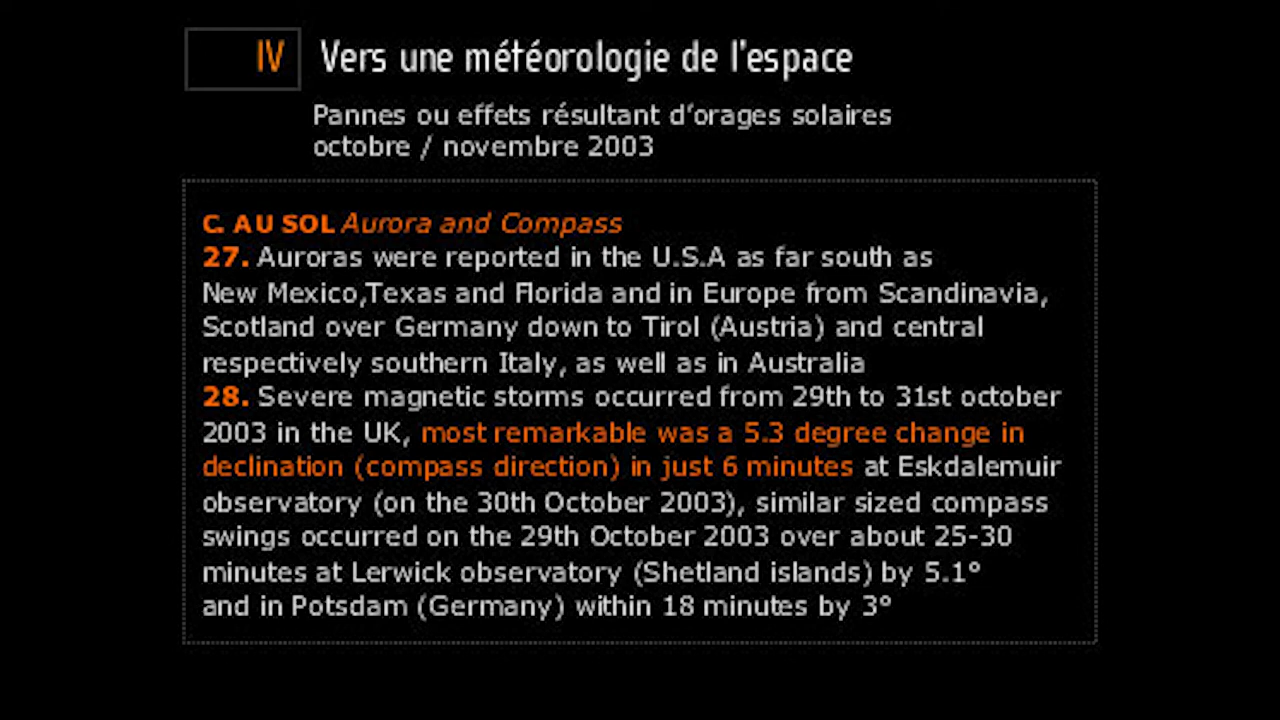 IV Vers une météorologie de l'espace
Pannes ou effets résultant d'orages solaires
octobre / novembre 2003
C. AU SOL Aurora and Compass
27. Auroras were reported in the U.S.A as far south as
New Mexico,Texas and Florida and in Europe from Scandinavia,
Scotland over Germany down to Tirol (Austria) and central
respectively southern Italy, as well as in Australia
28. Severe magnetic storms occurred from 29th to 31st october
2003 in the UK, most remarkable was a 5.3 degree change in
declination (compass direction) in just 6 minutes at Eskdalemuir
observatory (on the 30th October 2003), similar sized compass
swings occurred on the 29th October 2003 over about 25-30
minutes at Lerwick observatory (Shetland islands) by 5.1°
and in Potsdam (Germany) within 18 minutes by 3°